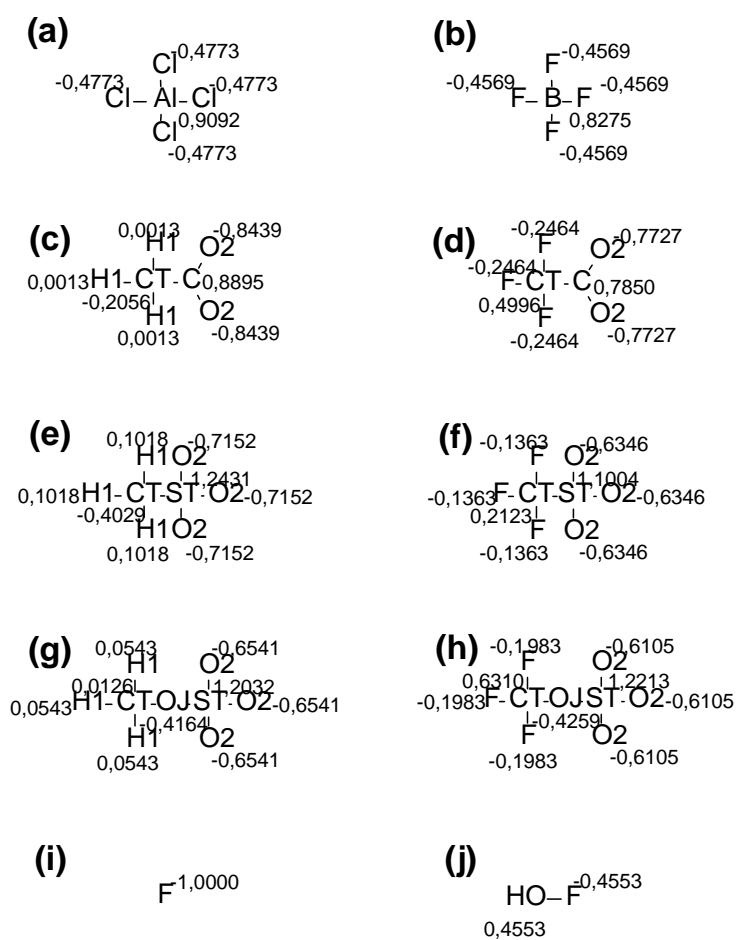 (a)
Cl -0,4773
-0,4773 Cl Al Cl -0,4773
0,9092
Cl -0,4773
(b)
F -0,4569
-0,4569 F B F -0,4569
0,8275
F -0,4569
(c)
0,0013 H1 O2 -0,8439
0,0013 H1 CT C 0,8895
-0,2056 H1 O2
0,0013 -0,8439
(d)
-0,2464 F O2 -0,7727
-0,2464 F CT C 0,7850
0,4996 F O2
-0,2464 -0,7727
(e)
0,1018 -0,7152
H1 O2
1,2431
0,1018 H1 CT ST O2 -0,7152
-0,4029
H1 O2
0,1018 -0,7152
(f)
-0,1363 -0,6346
F O2
1,1004
-0,1363 F CT ST O2 -0,6346
0,2123
F O2
-0,1363 -0,6346
(g)
0,0543 -0,6541
H1 O2
0,0126 1,2032
0,0543 H1 CT OJ ST O2 -0,6541
-0,4164
H1 O2
0,0543 -0,6541
(h)
-0,1983 -0,6105
F O2
0,6310 1,2213
-0,1983 F CT OJ ST O2 -0,6105
-0,4259
F O2
-0,1983 -0,6105
(i)
F -1,0000
(j)
HO F -0,4553
0,4553